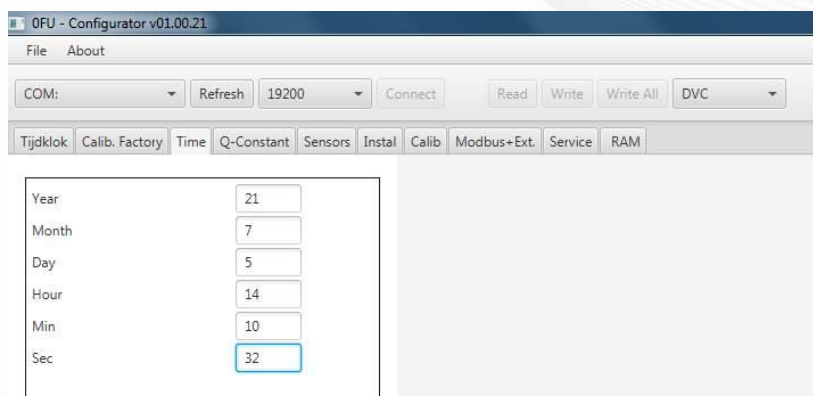 0FU - Configurator v01.00.21
File About
COM: Refresh 19200 Connect Read Write Write All DVC
Tijdklok Calib. Factory Time Q-Constant Sensors Instal Calib Modbus+Ext. Service RAM
Year 21
Month 7
Day 5
Hour 14
Min 10
Sec 32